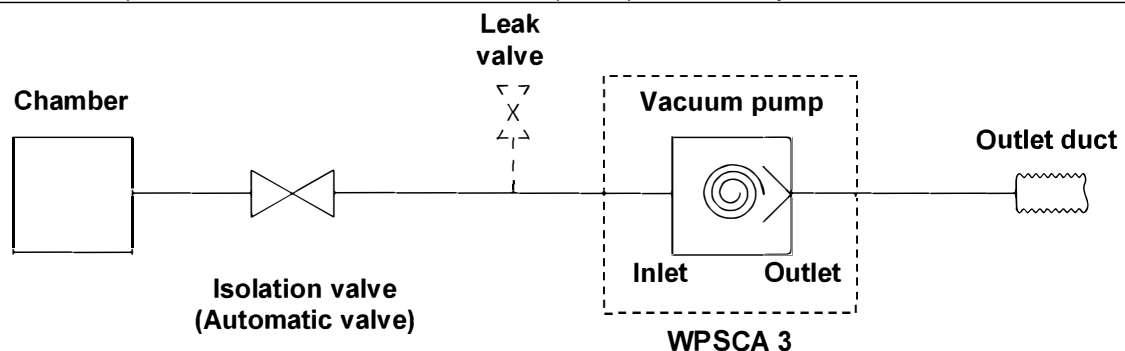 Leak
valve
Chamber
Vacuum pump
Outlet duct
Inlet
Outlet
Isolation valve
(Automatic valve)
WPSCA 3